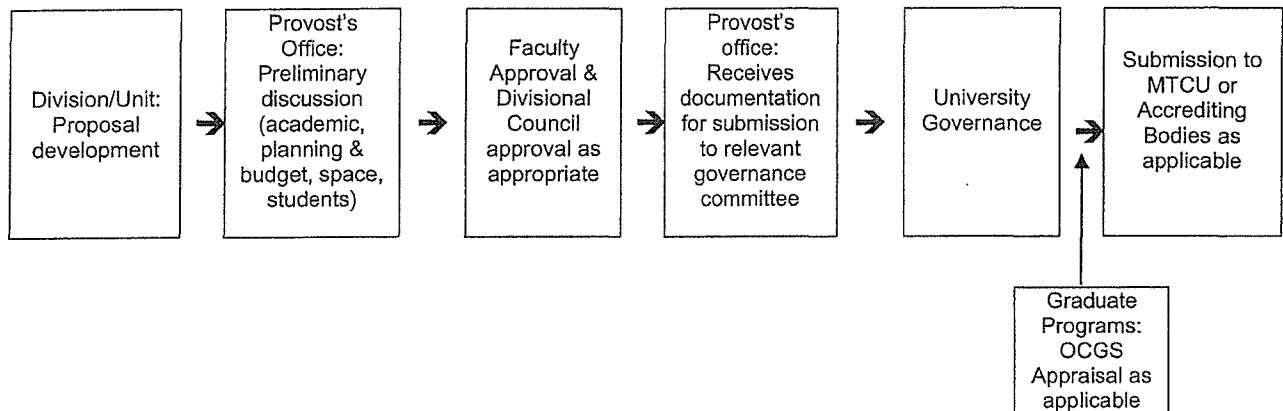 Division/Unit:
Proposal
development
Provost's
Office:
Preliminary
discussion
(academic,
planning &
budget, space,
students)
Faculty
Approval &
Divisional
Council
approval as
appropriate
Provost's
office:
Receives
documentation
for submission
to relevant
governance
committee
University
Governance
Submission to
MTCU or
Accrediting
Bodies as
applicable
Graduate
Programs:
OCGS
Appraisal as
applicable